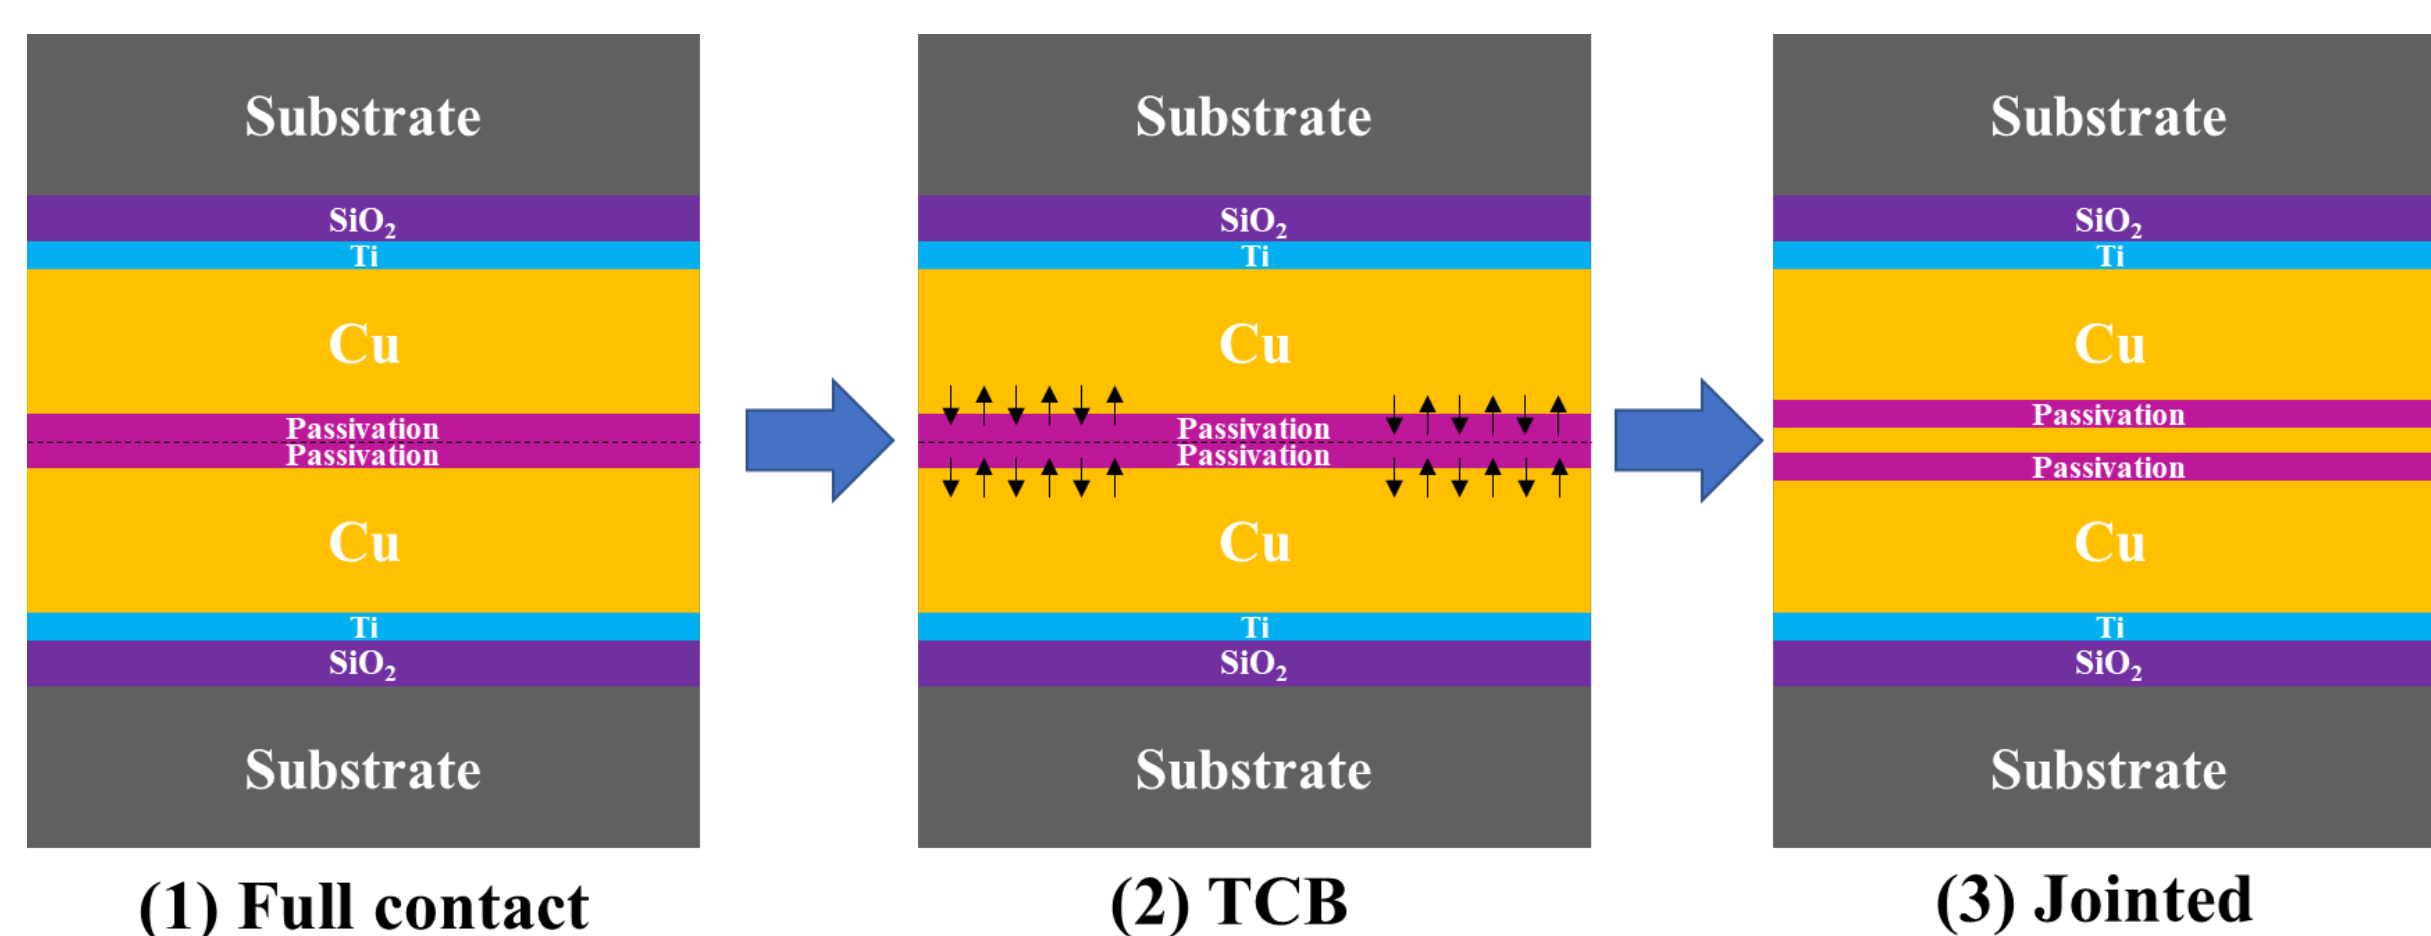 Substrate
SiO₂
Ti
Cu
Passivation
Passivation
Cu
Ti
SiO₂
Substrate
(1) Full contact
Substrate
SiO₂
Ti
Cu
Passivation
Passivation
Cu
Ti
SiO₂
Substrate
(2) TCB
Substrate
SiO₂
Ti
Cu
Passivation
Passivation
Cu
Ti
SiO₂
Substrate
(3) Jointed